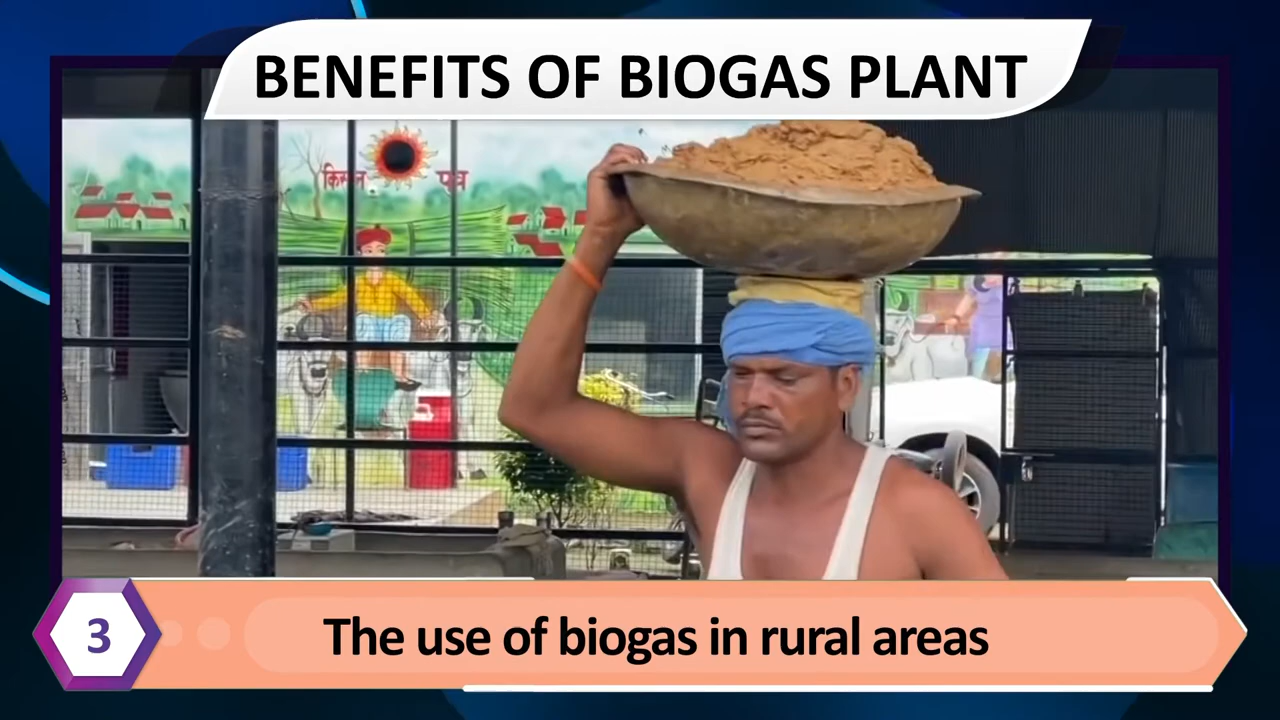 BENEFITS OF BIOGAS PLANT
किसान पुत्र
3
The use of biogas in rural areas